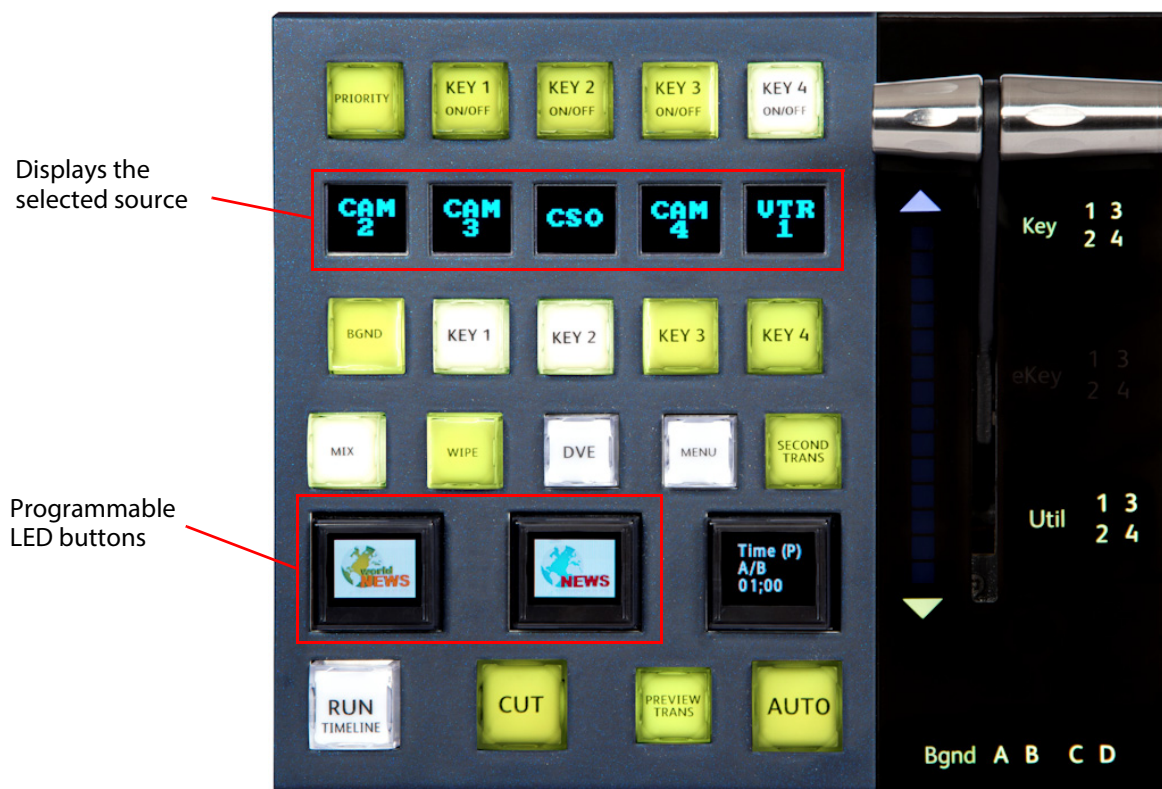 PRIORITY
KEY 1
ON/OFF
KEY 2
ON/OFF
KEY 3
ON/OFF
KEY 4
ON/OFF
Displays the
selected source
CAM
2
CAM
3
CSO
CAM
4
VTR
1
Key
1 3
2 4
BGND
KEY 1
KEY 2
KEY 3
KEY 4
eKey
1 3
2 4
MIX
WIPE
DVE
MENU
SECOND
TRANS
Programmable
LED buttons
world
NEWS
NEWS
Time (P)
A/B
01;00
Util
1 3
2 4
RUN
TIMELINE
CUT
PREVIEW
TRANS
AUTO
Bgnd A B C D